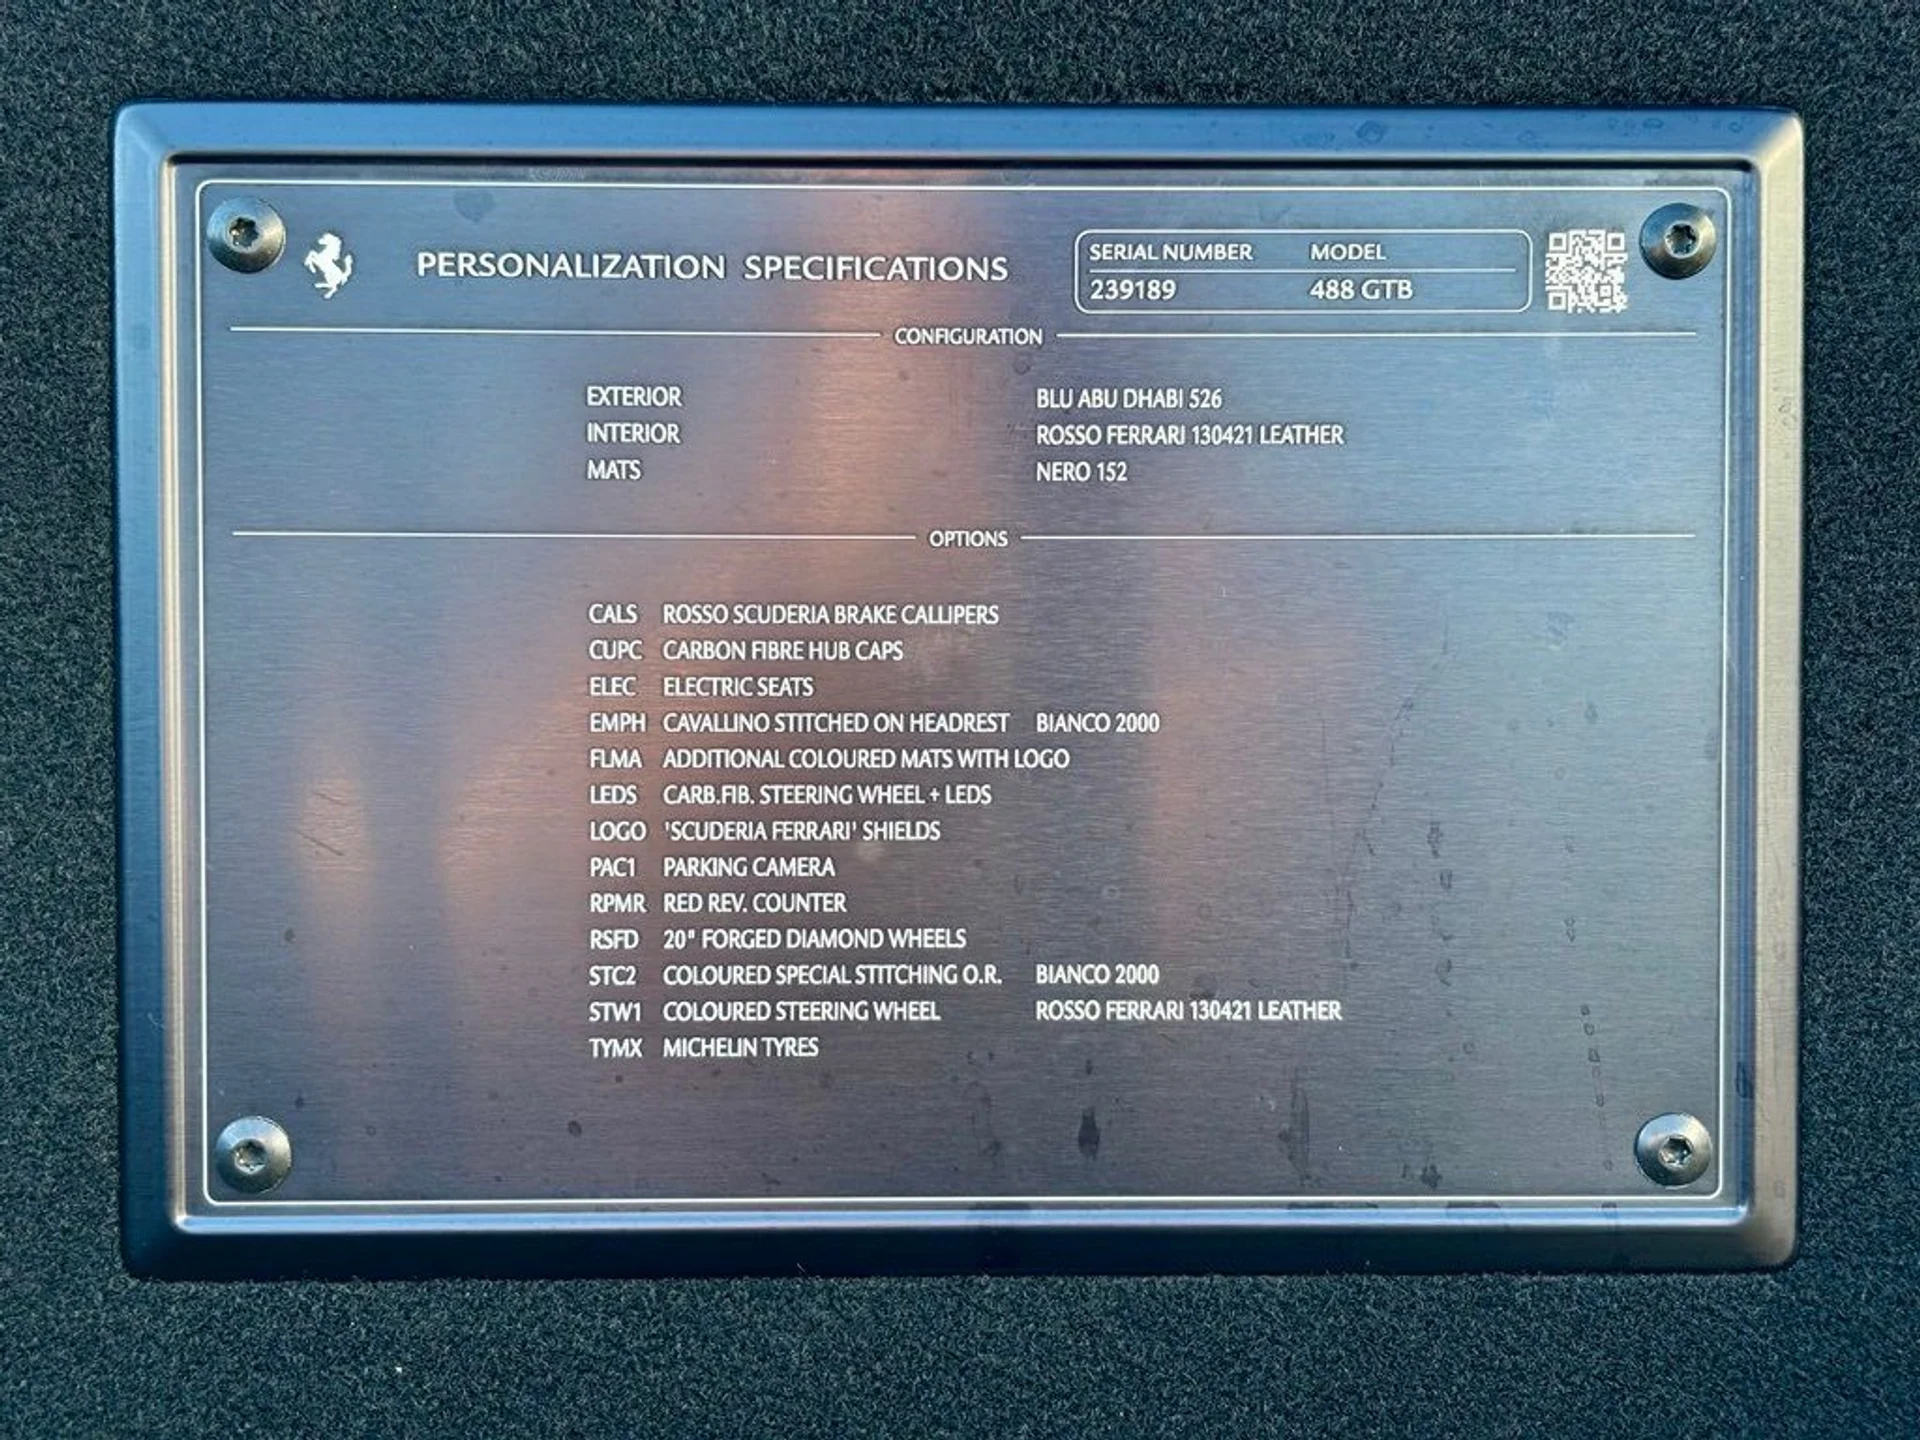 PERSONALIZATION SPECIFICATIONS
SERIAL NUMBER MODEL
239189 488 GTB
CONFIGURATION
EXTERIOR BLU ABU DHABI 526
INTERIOR ROSSO FERRARI 130421 LEATHER
MATS NERO 152
OPTIONS
CALS ROSSO SCUDERIA BRAKE CALLIPERS
CUPC CARBON FIBRE HUB CAPS
ELEC ELECTRIC SEATS
EMPH CAVALLINO STITCHED ON HEADREST BIANCO 2000
FLMA ADDITIONAL COLOURED MATS WITH LOGO
LEDS CARB.FIB. STEERING WHEEL + LEDS
LOGO 'SCUDERIA FERRARI' SHIELDS
PAC1 PARKING CAMERA
RPMR RED REV. COUNTER
RSFD 20" FORGED DIAMOND WHEELS
STC2 COLOURED SPECIAL STITCHING O.R. BIANCO 2000
STW1 COLOURED STEERING WHEEL ROSSO FERRARI 130421 LEATHER
TYMX MICHELIN TYRES